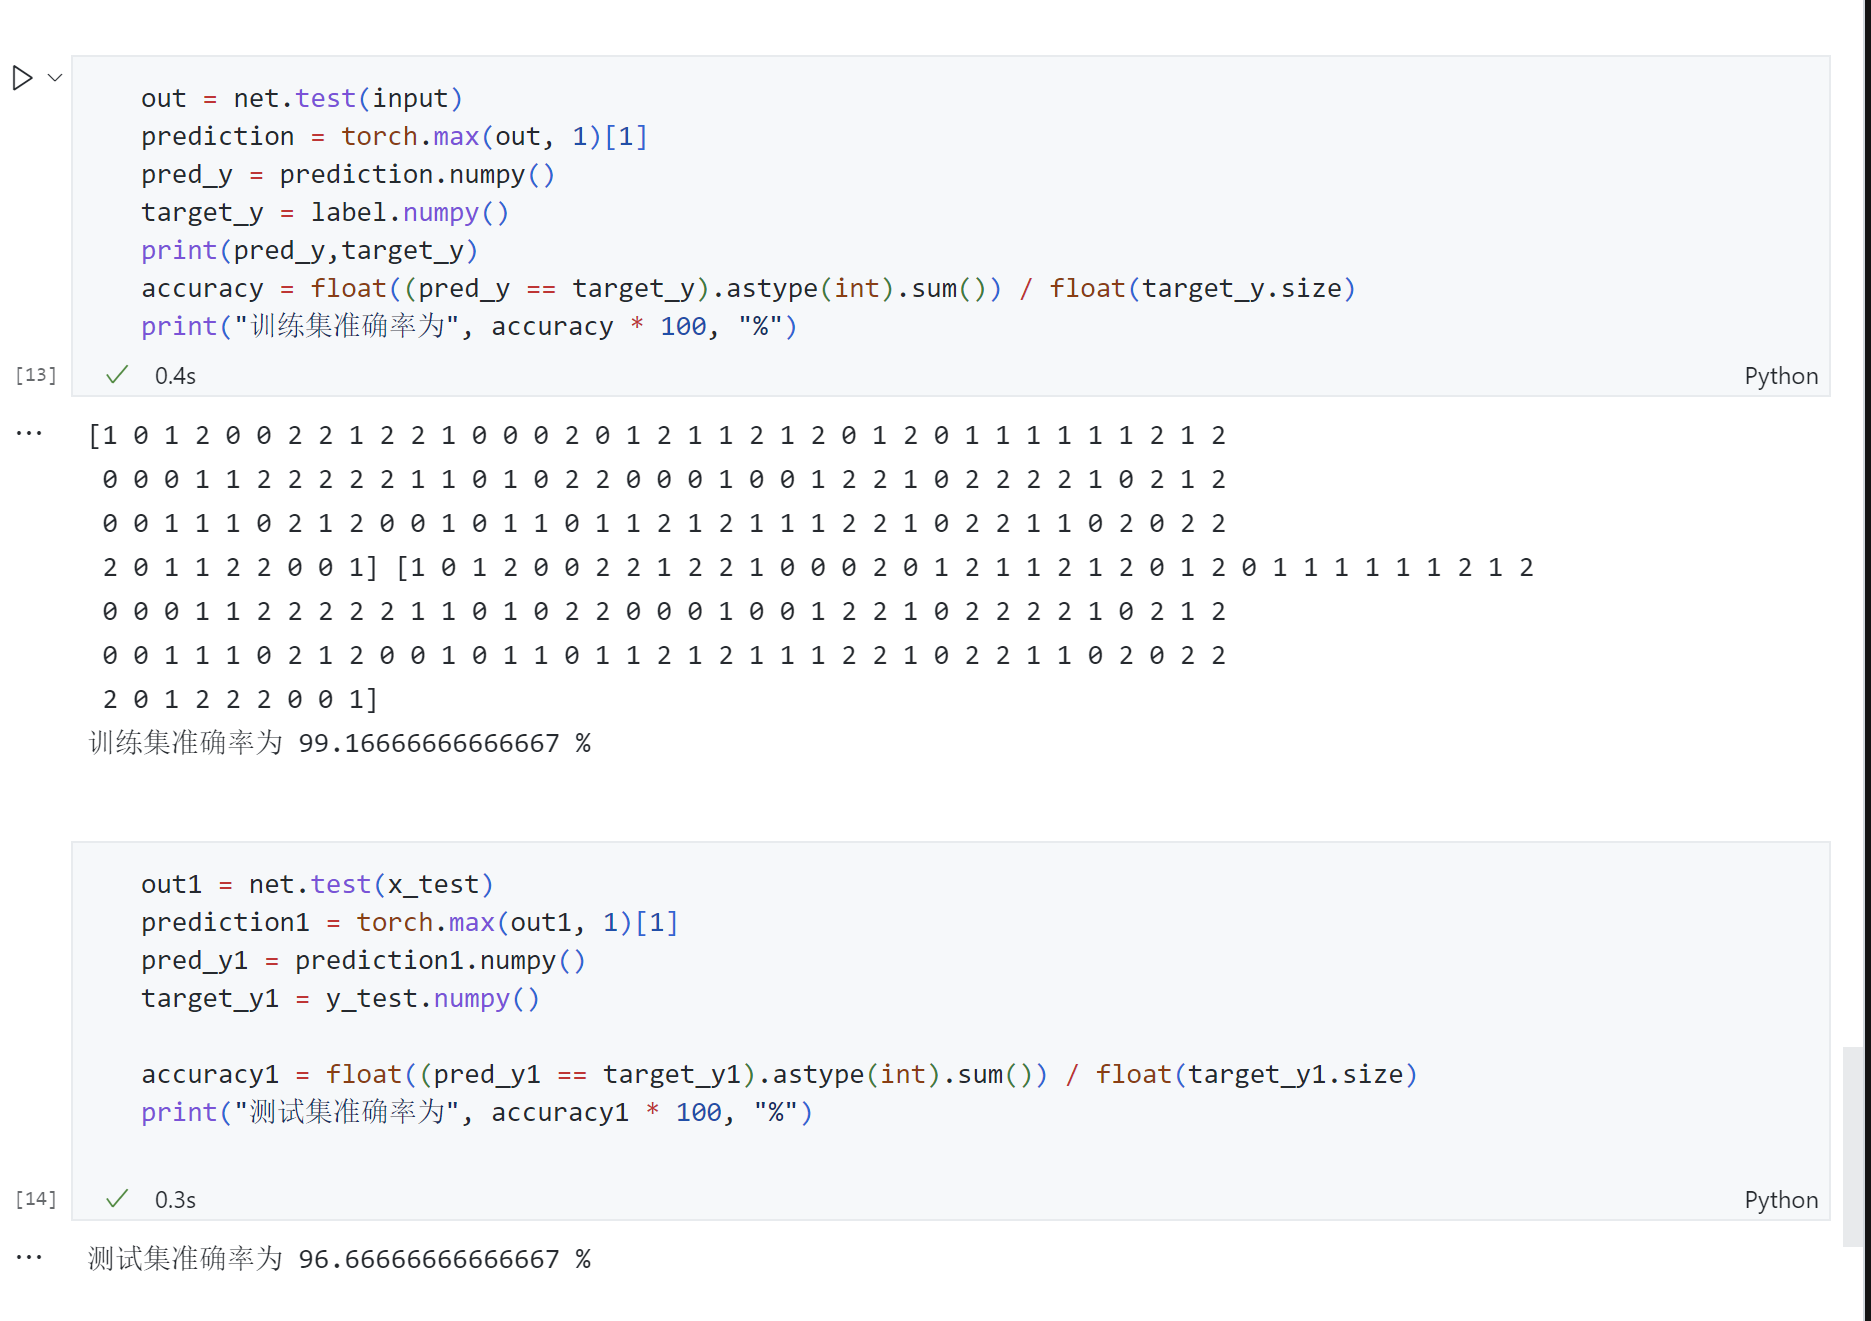 out = net.test(input)
prediction = torch.max(out, 1)[1]
pred_y = prediction.numpy()
target_y = label.numpy()
print(pred_y,target_y)
accuracy = float((pred_y == target_y).astype(int).sum()) / float(target_y.size)
print("训练集准确率为", accuracy * 100, "%")
[13] ✓ 0.4s Python
... [1 0 1 2 0 0 2 2 1 2 2 1 0 0 0 2 0 1 2 1 1 2 1 2 0 1 2 0 1 1 1 1 1 1 2 1 2
0 0 0 1 1 2 2 2 2 2 1 1 0 1 0 2 2 0 0 0 1 0 0 1 2 2 1 0 2 2 2 2 1 0 2 1 2
0 0 1 1 1 0 2 1 2 0 0 1 0 1 1 0 1 1 2 1 2 1 1 1 2 2 1 0 2 2 1 1 0 2 0 2 2
2 0 1 1 2 2 0 0 1] [1 0 1 2 0 0 2 2 1 2 2 1 0 0 0 2 0 1 2 1 1 2 1 2 0 1 2 0 1 1 1 1 1 1 2 1 2
0 0 0 1 1 2 2 2 2 2 1 1 0 1 0 2 2 0 0 0 1 0 0 1 2 2 1 0 2 2 2 2 1 0 2 1 2
0 0 1 1 1 0 2 1 2 0 0 1 0 1 1 0 1 1 2 1 2 1 1 1 2 2 1 0 2 2 1 1 0 2 0 2 2
2 0 1 2 2 2 0 0 1]
训练集准确率为 99.16666666666667 %
out1 = net.test(x_test)
prediction1 = torch.max(out1, 1)[1]
pred_y1 = prediction1.numpy()
target_y1 = y_test.numpy()
accuracy1 = float((pred_y1 == target_y1).astype(int).sum()) / float(target_y1.size)
print("测试集准确率为", accuracy1 * 100, "%")
[14] ✓ 0.3s Python
... 测试集准确率为 96.66666666666667 %